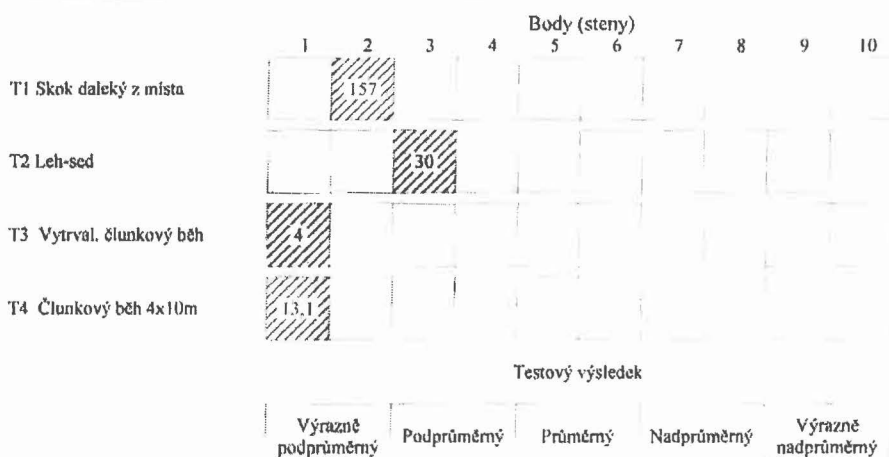 Body (steny)
1 2 3 4 5 6 7 8 9 10
T1 Skok daleký z místa 157
T2 Leh-sed 30
T3 Vytrval. člunkový běh 4
T4 Člunkový běh 4x10m 13,1
Testový výsledek
Výrazně podprůměrný Podprůměrný Průměrný Nadprůměrný Výrazně nadprůměrný